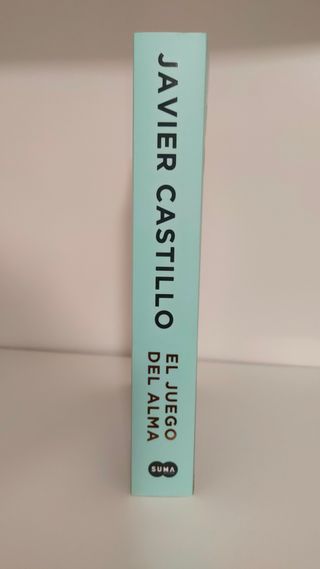 JAVIER CASTILLO
EL JUEGO
DEL ALMA
SUMA